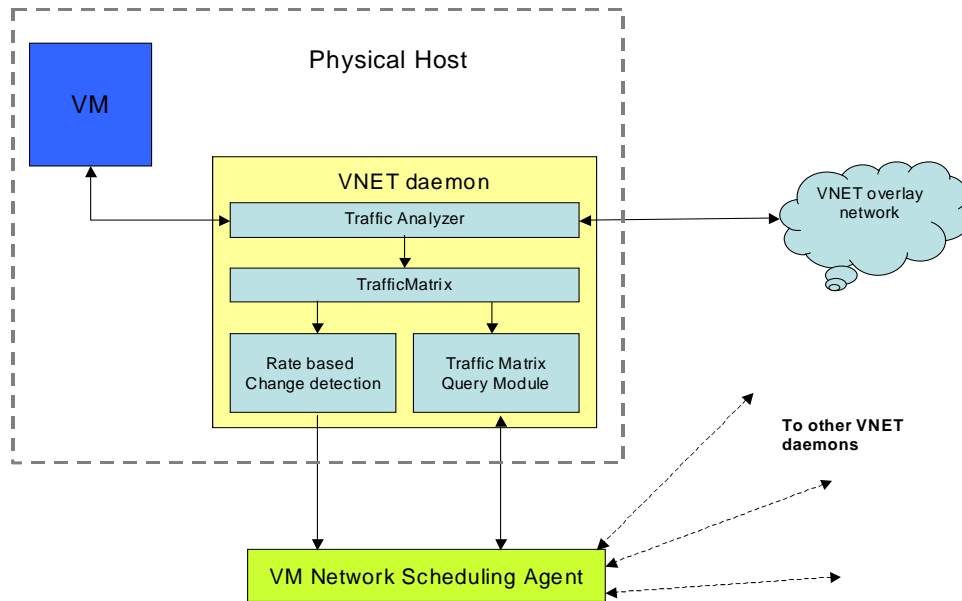 Physical Host
VM
VNET daemon
Traffic Analyzer
TrafficMatrix
Rate based
Change detection
Traffic Matrix
Query Module
VNET overlay
network
To other VNET
daemons
VM Network Scheduling Agent